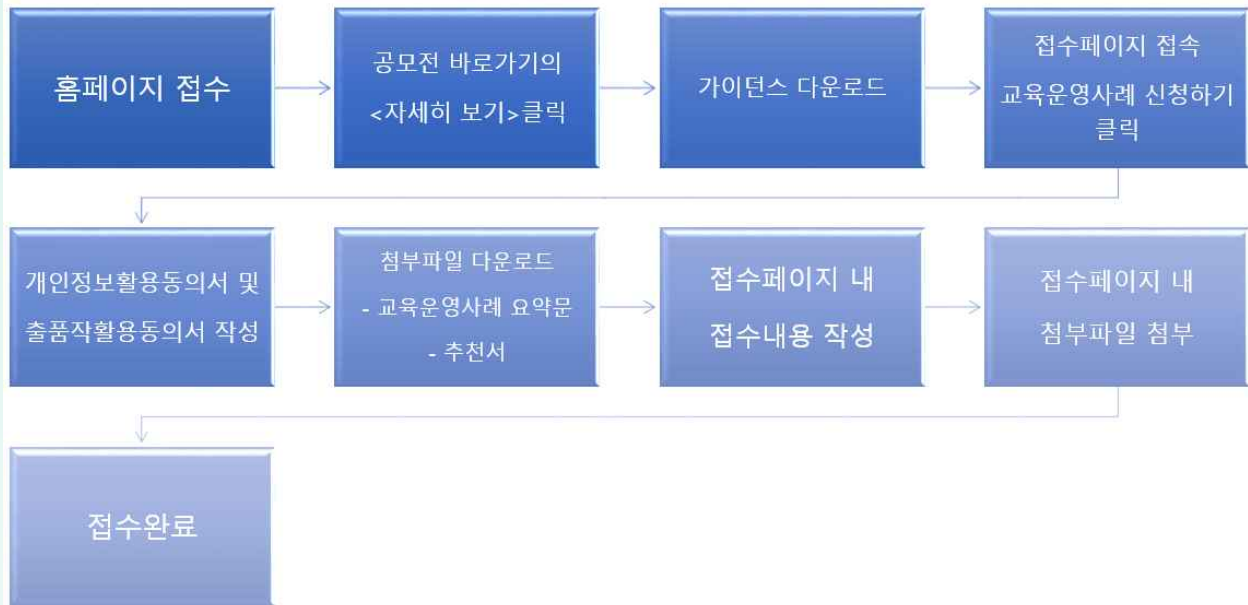 홈페이지 접수
공모전 바로가기의
<자세히 보기>클릭
가이던스 다운로드
접수페이지 접속
교육운영사례 신청하기
클릭
개인정보활용동의서 및
출품작활용동의서 작성
첨부파일 다운로드
- 교육운영사례 요약문
- 추천서
접수페이지 내
접수내용 작성
접수페이지 내
첨부파일 첨부
접수완료